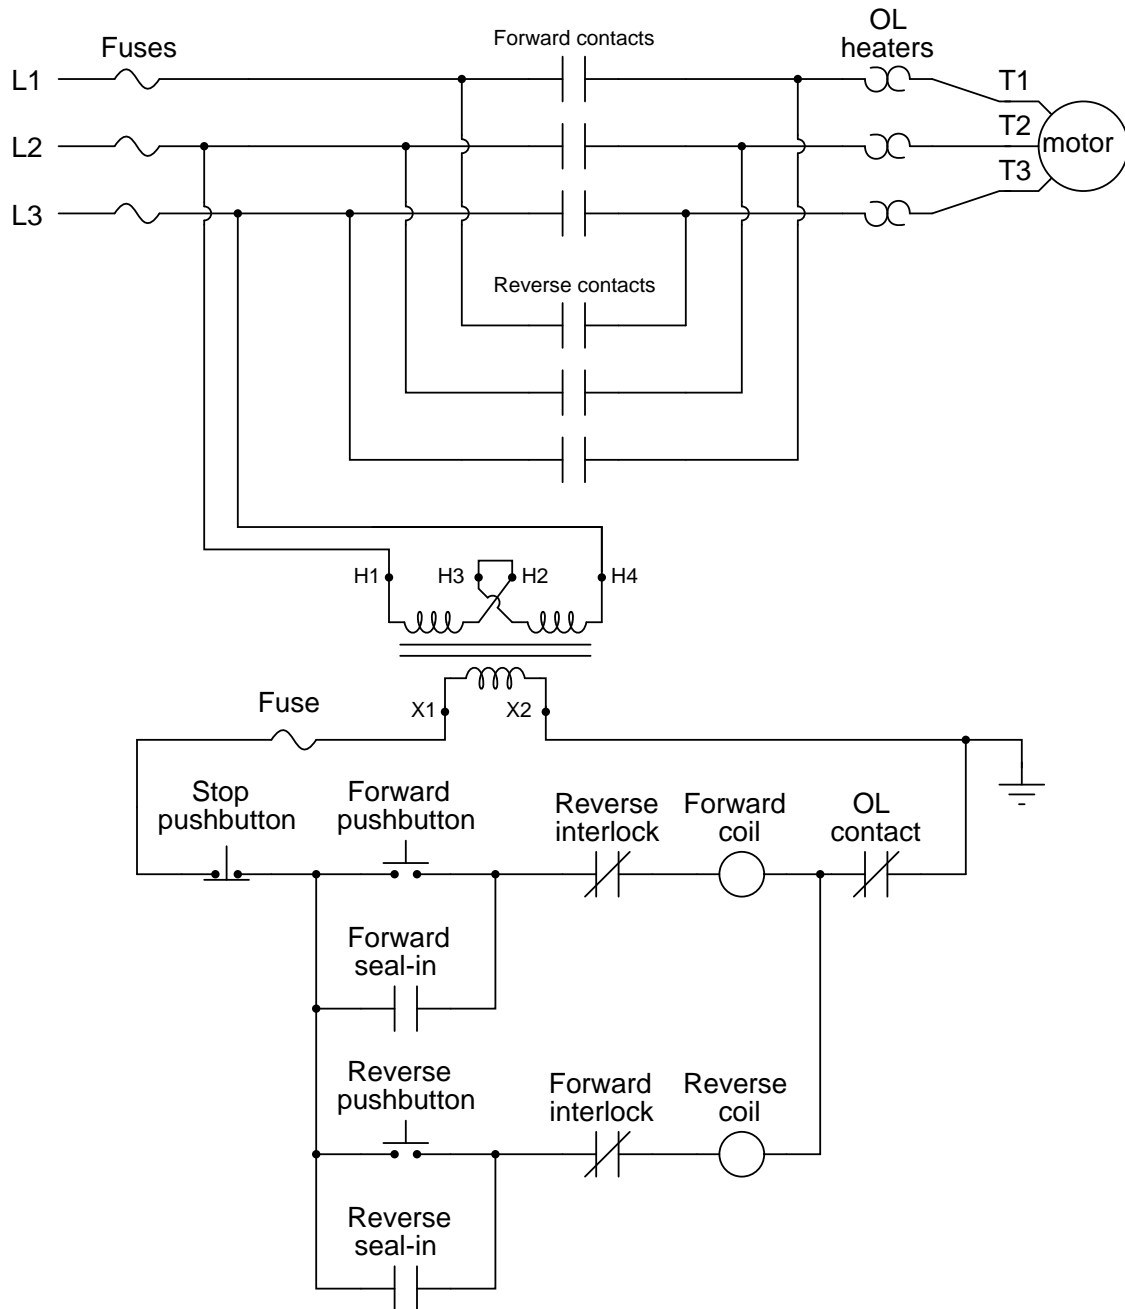 Fuses
Forward contacts
OL
heaters
L1
T1
L2
T2
motor
L3
T3
Reverse contacts
H1
H3
H2
H4
X1
X2
Fuse
Stop
pushbutton
Forward
pushbutton
Reverse
interlock
Forward
coil
OL
contact
Forward
seal-in
Reverse
pushbutton
Forward
interlock
Reverse
coil
Reverse
seal-in